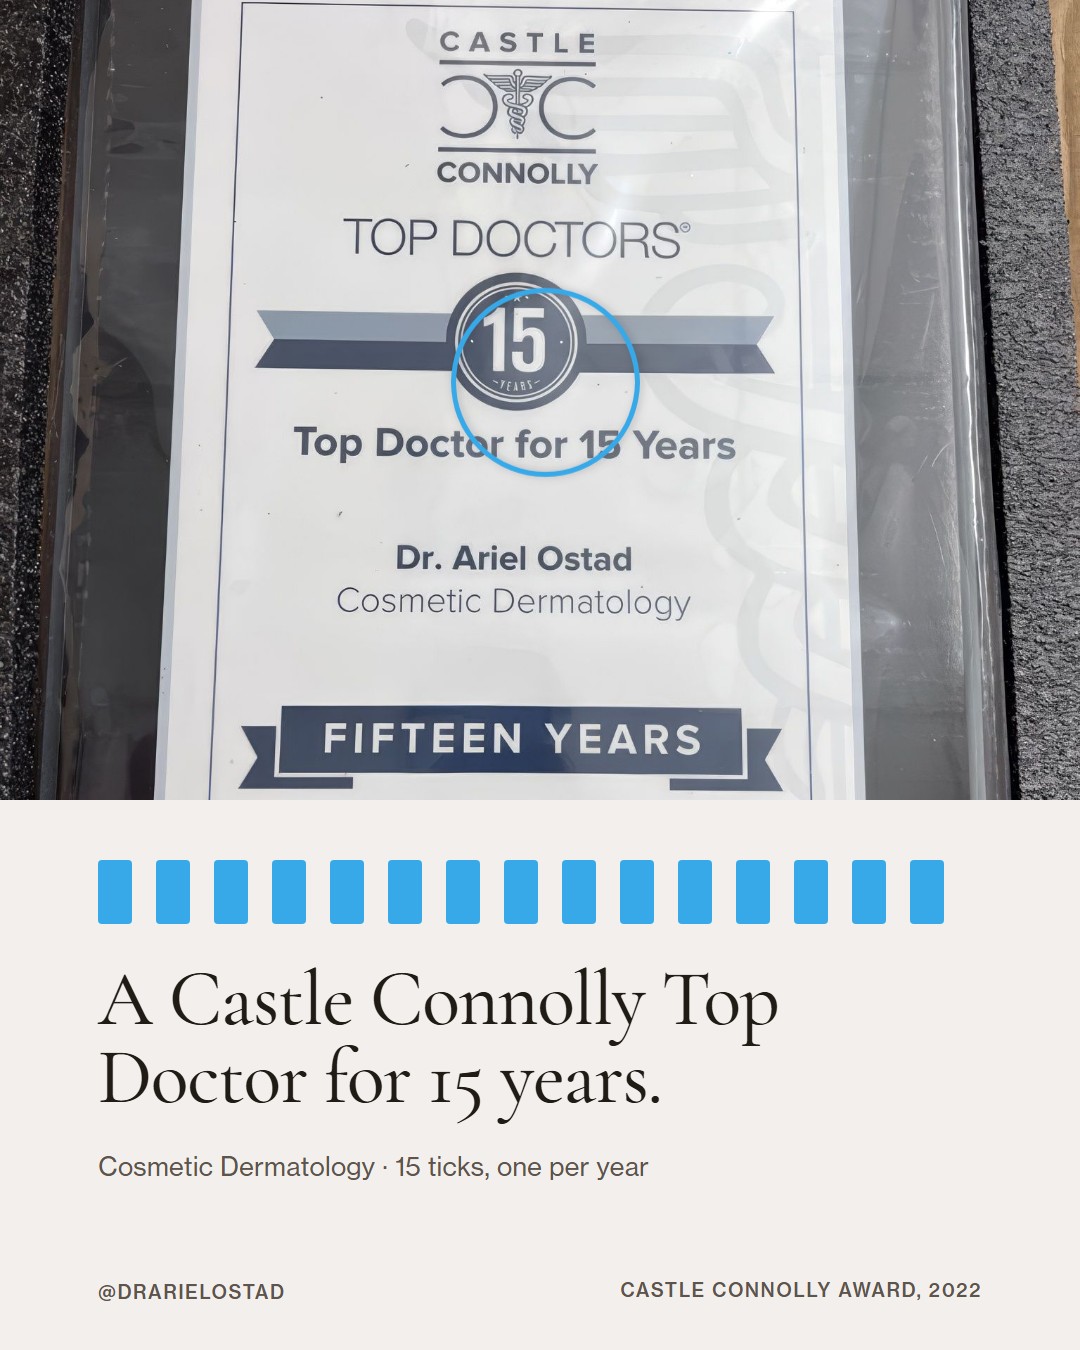 CASTLE
CONNOLLY
TOP DOCTORS®
15
YEARS
Top Doctor for 15 Years
Dr. Ariel Ostad
Cosmetic Dermatology
FIFTEEN YEARS
A Castle Connolly Top
Doctor for 15 years.
Cosmetic Dermatology · 15 ticks, one per year
@DRARIELOSTAD
CASTLE CONNOLLY AWARD, 2022